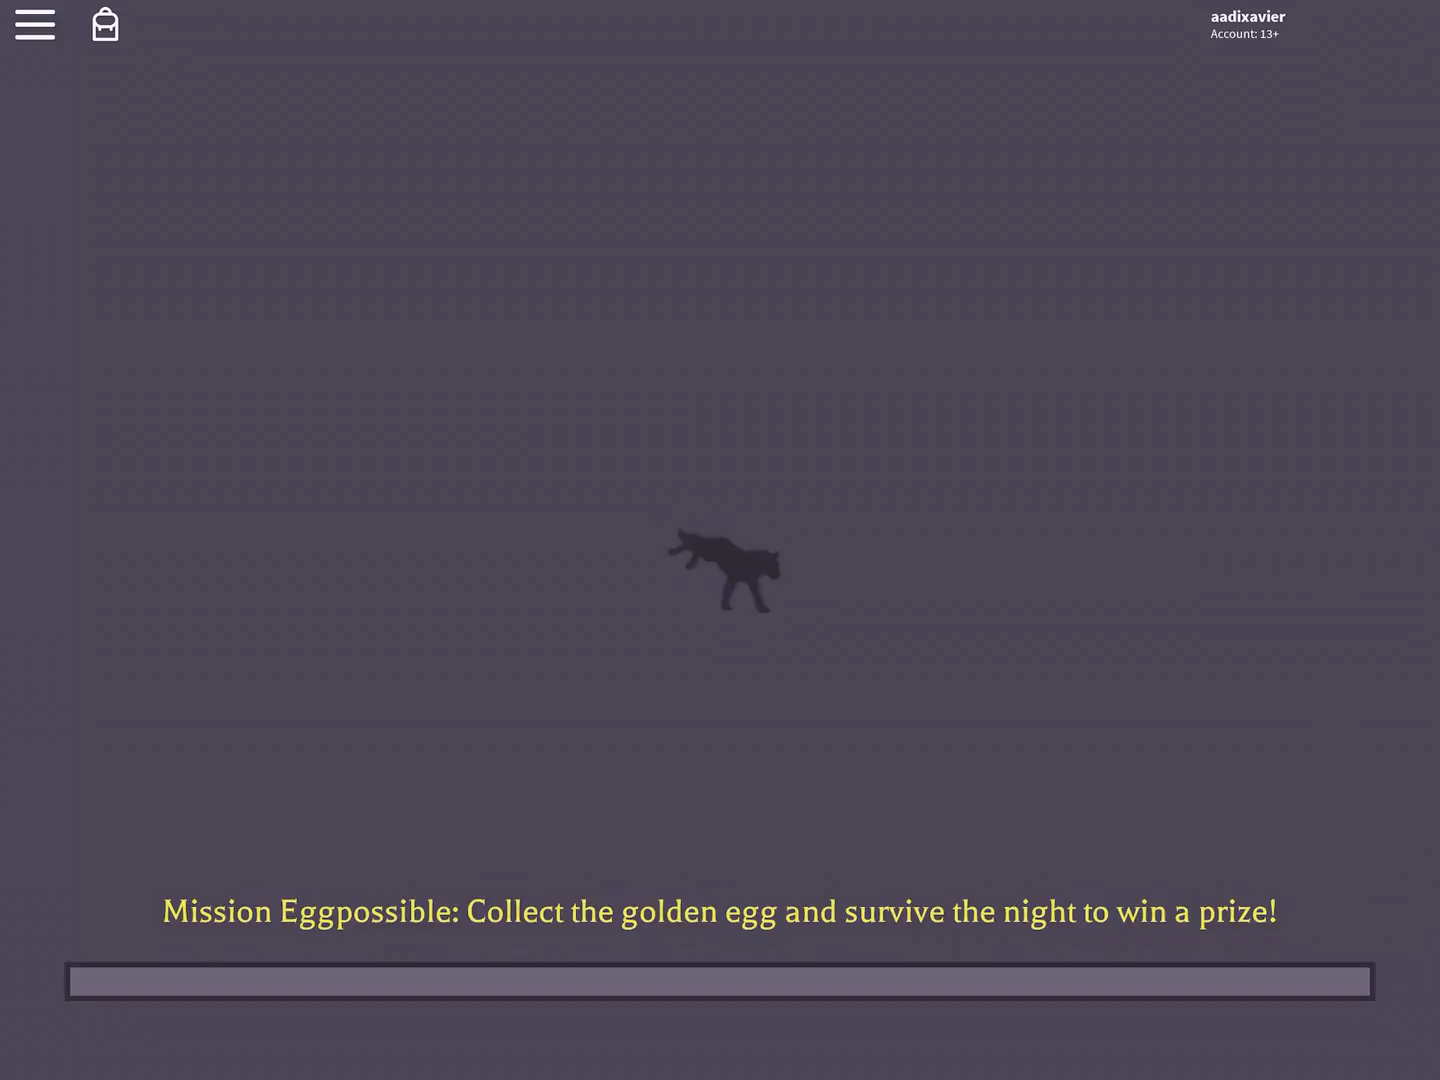 aadixavier
Account: 13+
Mission Eggpossible: Collect the golden egg and survive the night to win a prize!